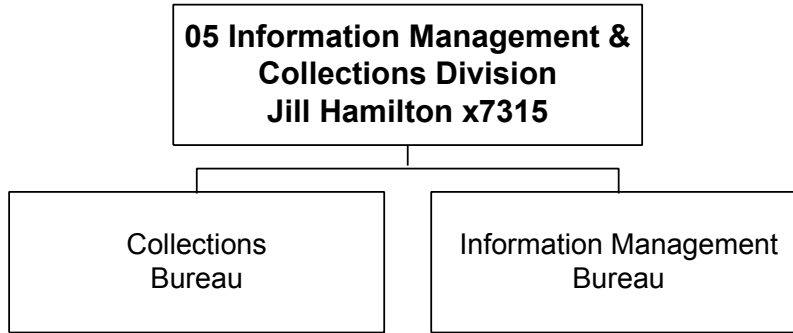 05 Information Management &
Collections Division
Jill Hamilton x7315
Collections
Bureau
Information Management
Bureau